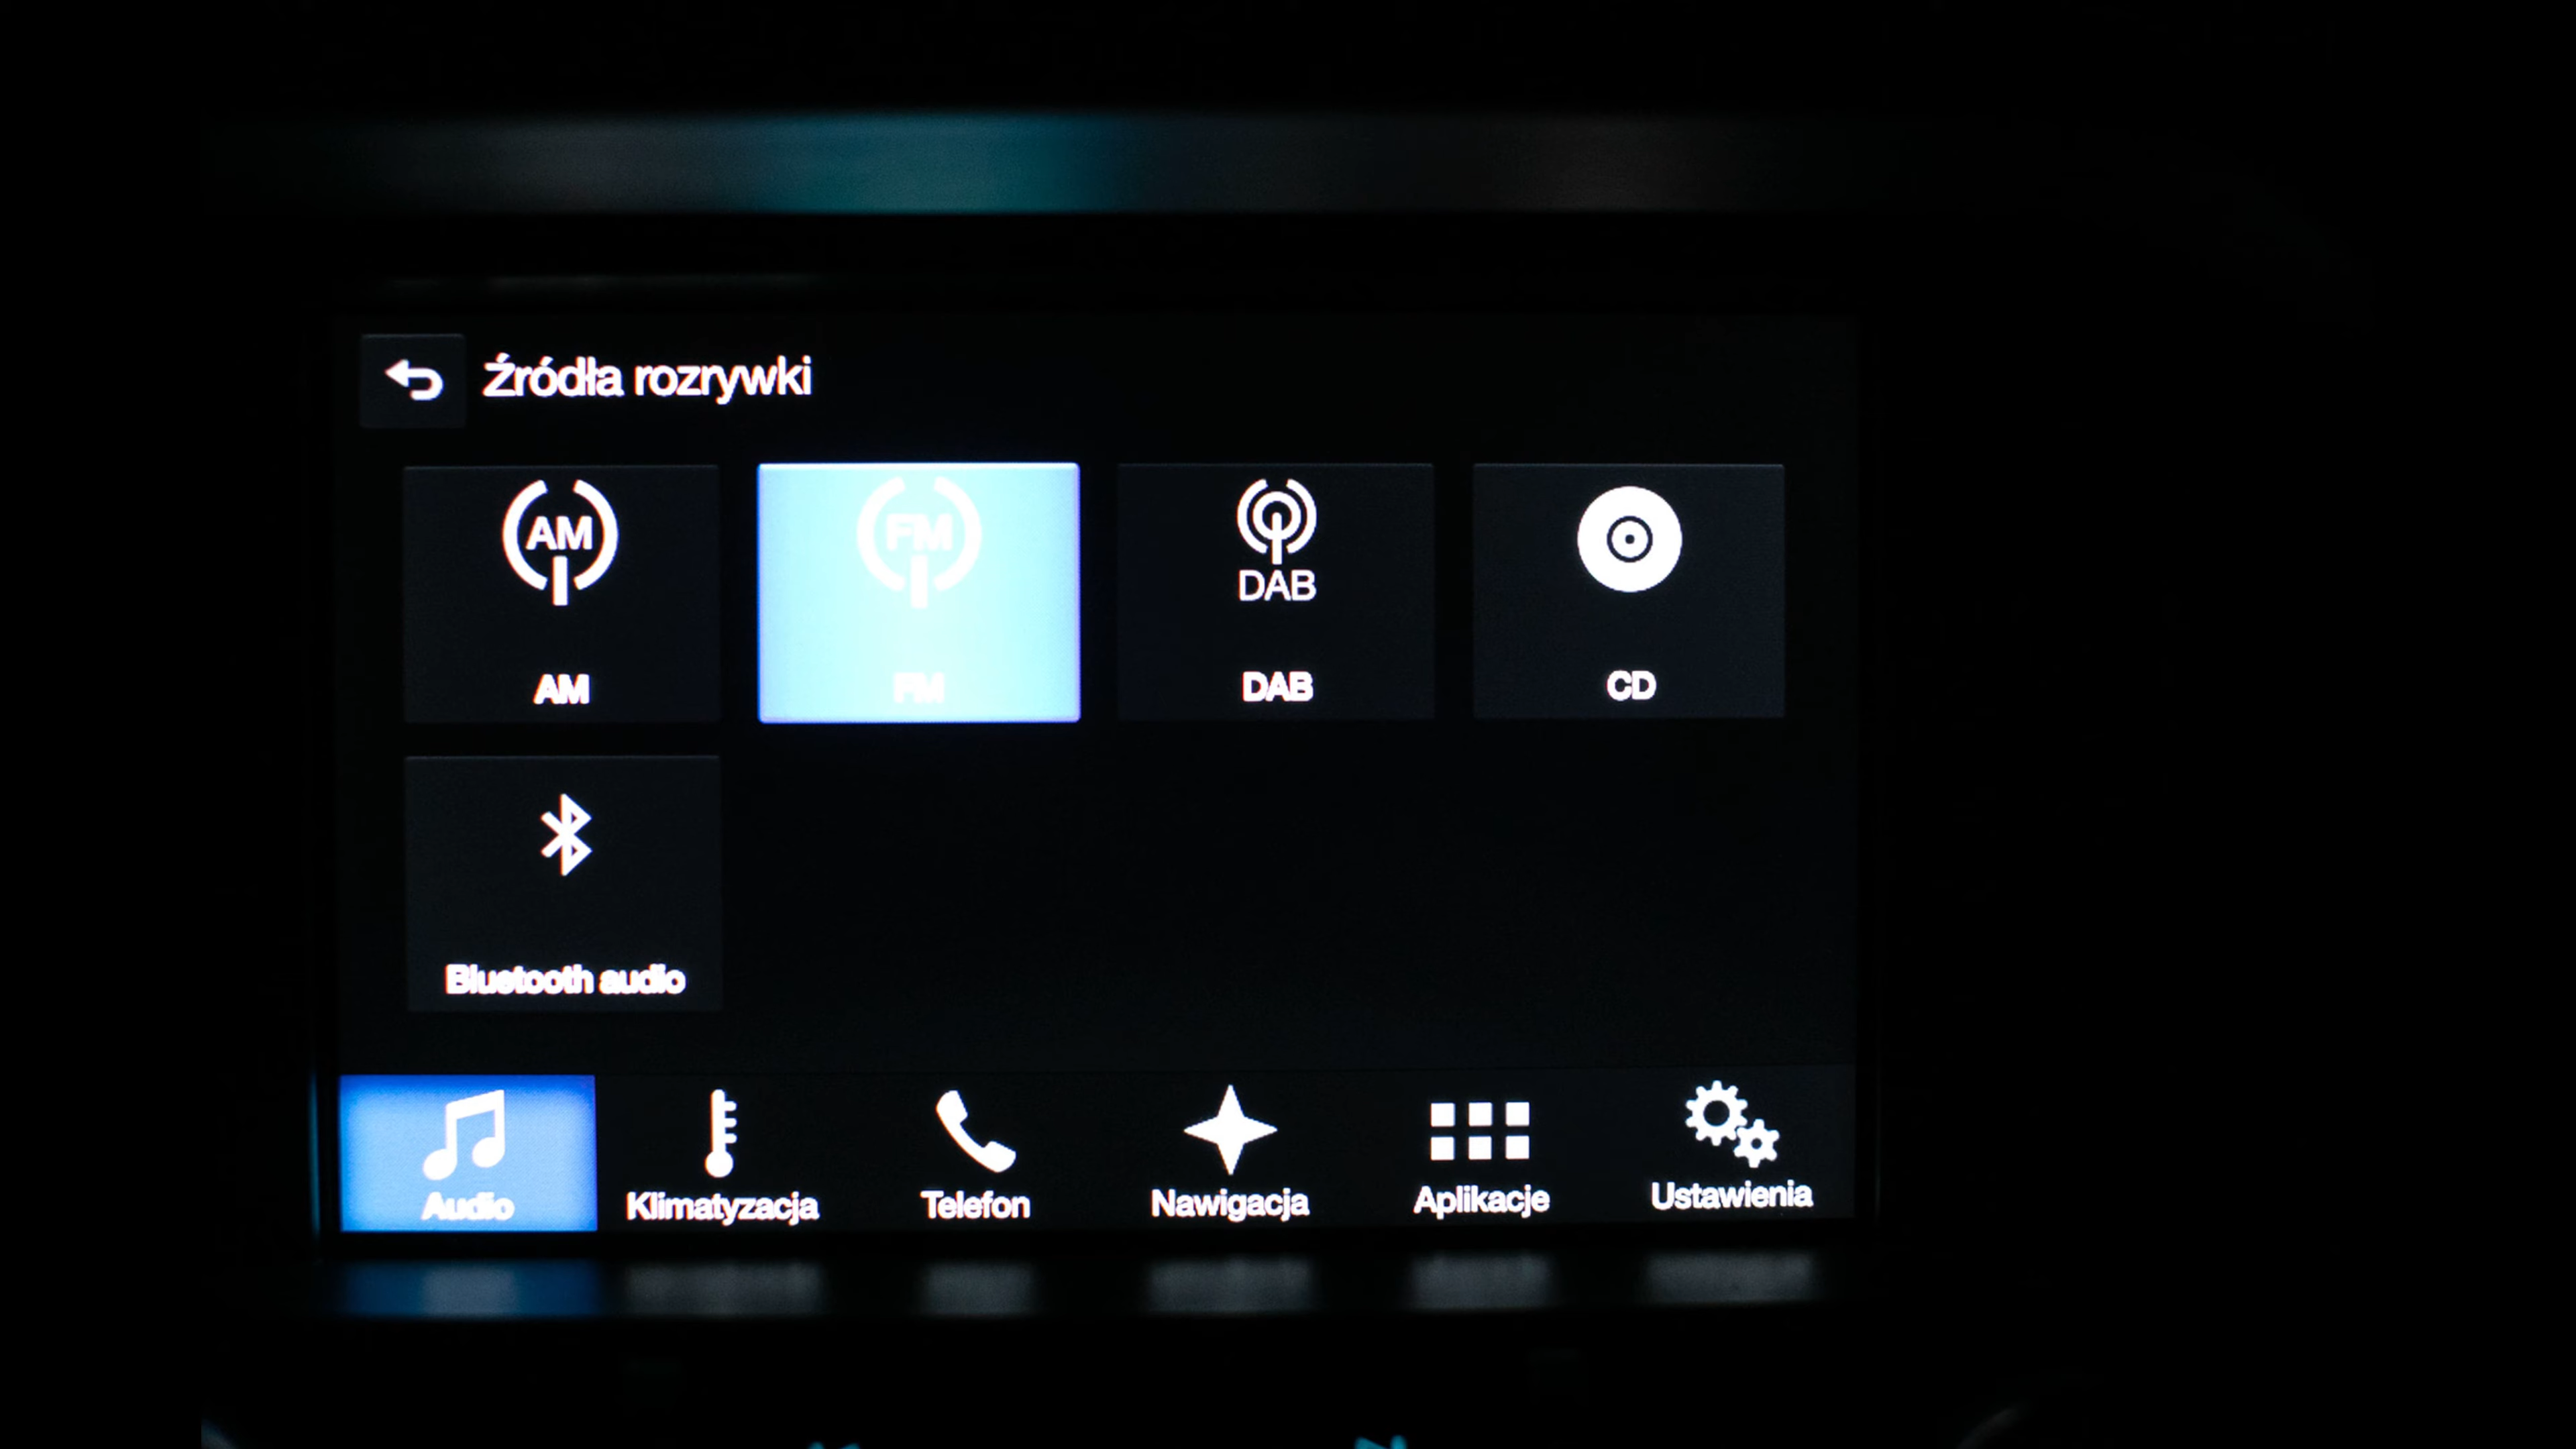 Źródła rozrywki
AM FM DAB
AM FM DAB CD
Bluetooth audio
Audio Klimatyzacja Telefon Nawigacja Aplikacje Ustawienia